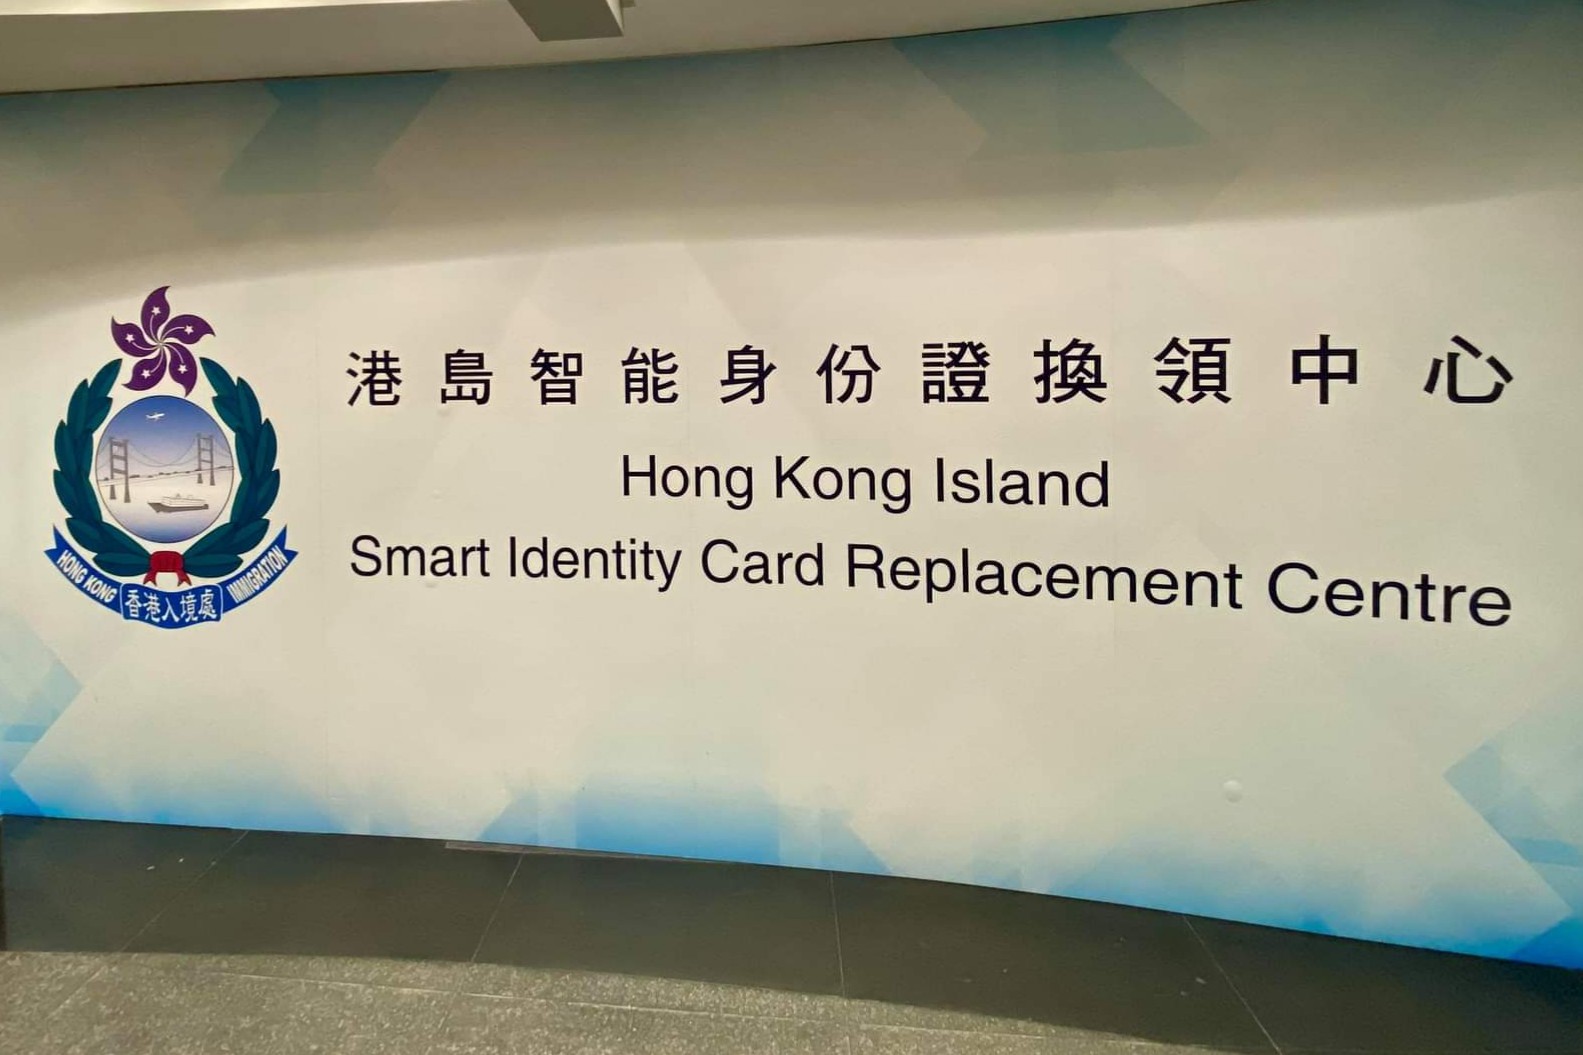 港島智能身份證換領中心
Hong Kong Island
Smart Identity Card Replacement Centre
HONG KONG 香港入境處 IMMIGRATION